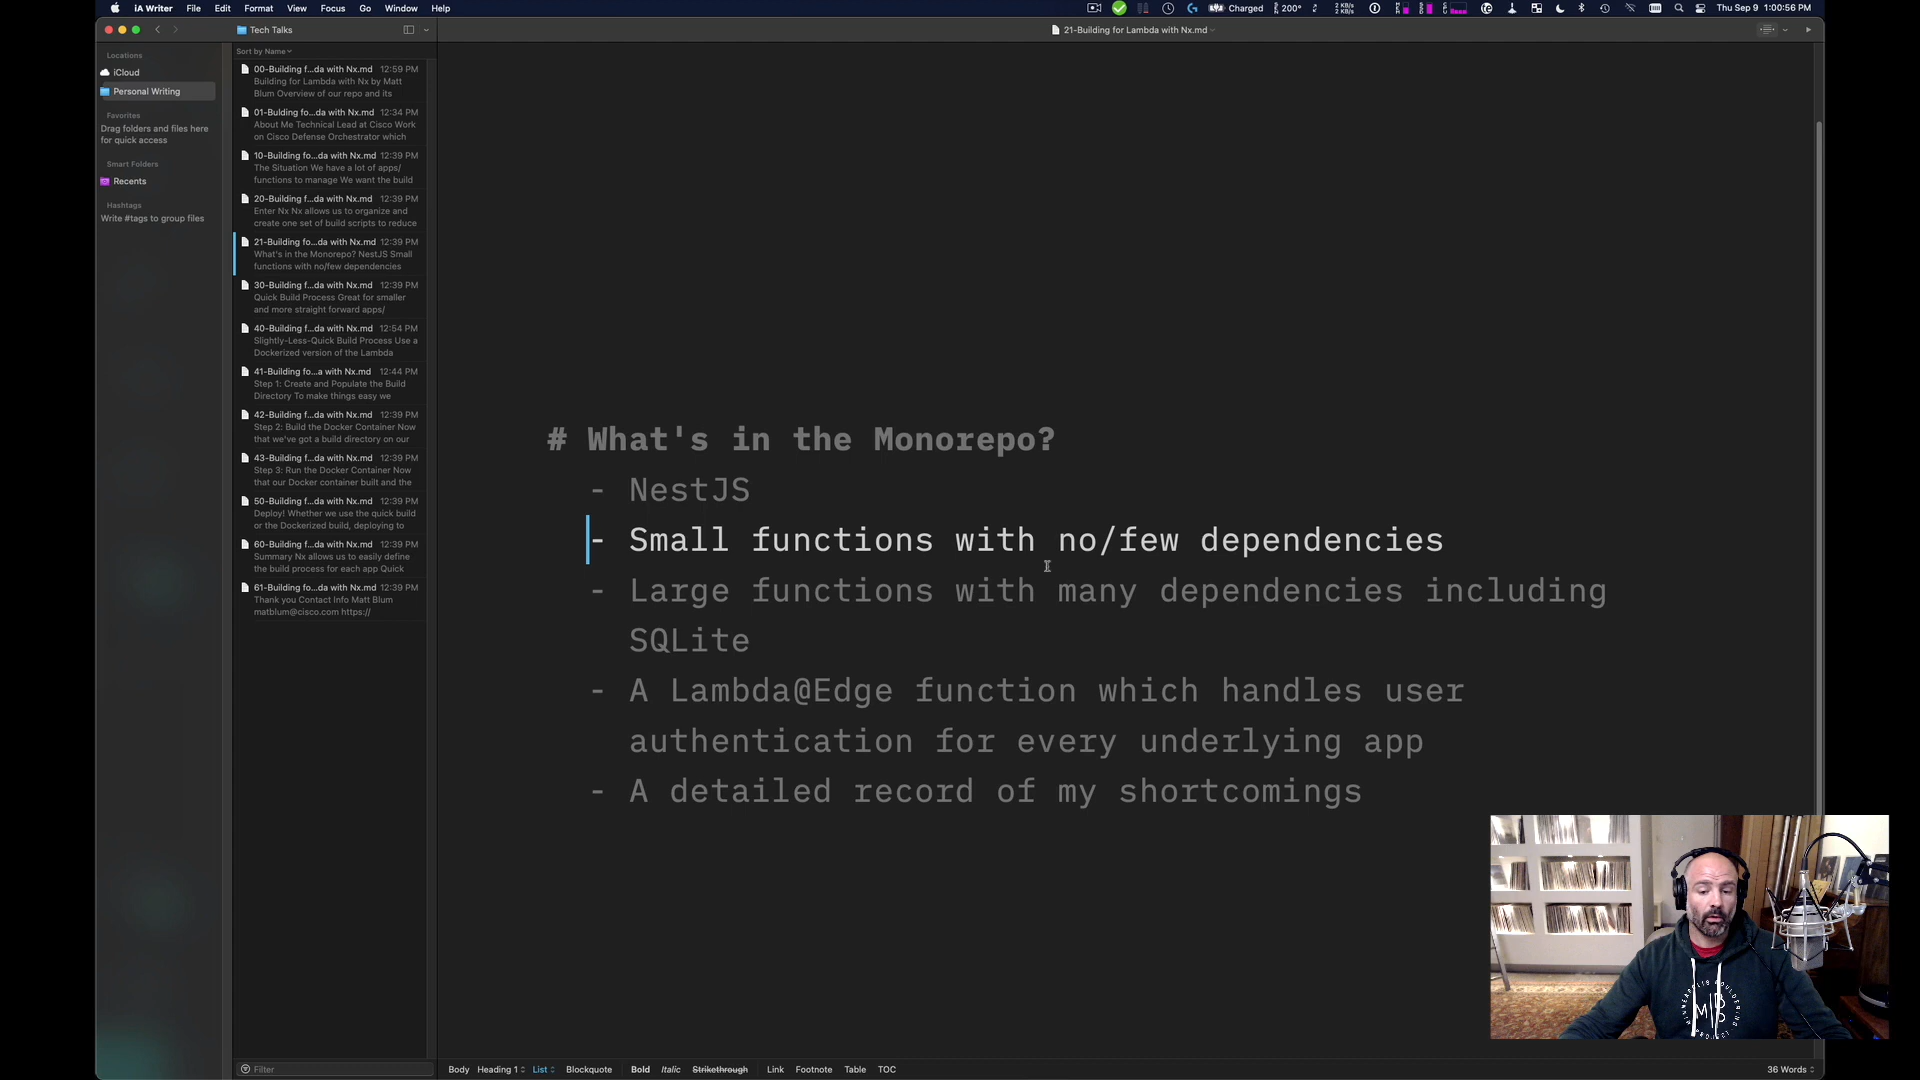 iA Writer File Edit Format View Focus Go Window Help
Charged 200° 2 KB/s 2 KB/s Thu Sep 9 1:00:56 PM
Tech Talks
21-Building for Lambda with Nx.md
Locations
iCloud
Personal Writing
Favorites
Drag folders and files here
for quick access
Smart Folders
Recents
Hashtags
Write #tags to group files
Sort by Name
00-Building f...da with Nx.md 12:59 PM
Building for Lambda with Nx by Matt
Blum Overview of our repo and its
01-Bulding fo...da with Nx.md 12:34 PM
About Me Technical Lead at Cisco Work
on Cisco Defense Orchestrator which
10-Building fo...da with Nx.md 12:39 PM
The Situation We have a lot of apps/
functions to manage We want the build
20-Building f...da with Nx.md 12:39 PM
Enter Nx Nx allows us to organize and
create one set of build scripts to reduce
21-Building fo...da with Nx.md 12:39 PM
What's in the Monorepo? NestJS Small
functions with no/few dependencies
30-Building f...da with Nx.md 12:39 PM
Quick Build Process Great for smaller
and more straight forward apps/
40-Building f...da with Nx.md 12:54 PM
Slightly-Less-Quick Build Process Use a
Dockerized version of the Lambda
41-Building fo...a with Nx.md 12:44 PM
Step 1: Create and Populate the Build
Directory To make things easy we
42-Building f...da with Nx.md 12:39 PM
Step 2: Build the Docker Container Now
that we've got a build directory on our
43-Building f...da with Nx.md 12:39 PM
Step 3: Run the Docker Container Now
that our Docker container built and the
50-Building f...da with Nx.md 12:39 PM
Deploy! Whether we use the quick build
or the Dockerized build, deploying to
60-Building f...da with Nx.md 12:39 PM
Summary Nx allows us to easily define
the build process for each app Quick
61-Building fo...da with Nx.md 12:39 PM
Thank you Contact Info Matt Blum
matblum@cisco.com https://
# What's in the Monorepo?
- NestJS
- Small functions with no/few dependencies
- Large functions with many dependencies including
SQLite
- A Lambda@Edge function which handles user
authentication for every underlying app
- A detailed record of my shortcomings
Filter
Body Heading 1 List Blockquote Bold Italic Strikethrough Link Footnote Table TOC
36 Words